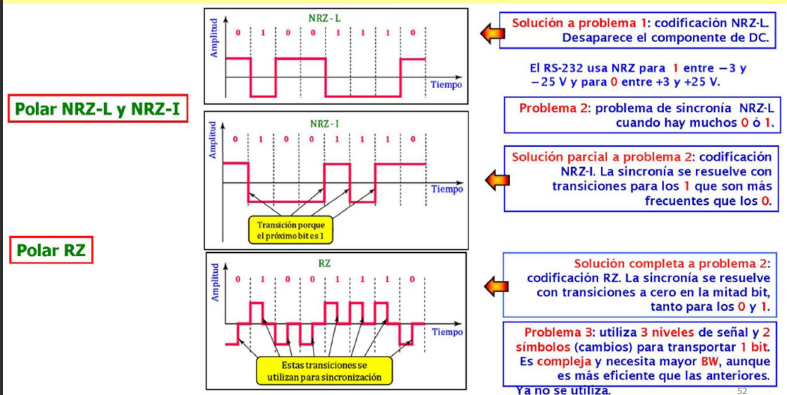 NRZ-L
Amplitud
0 1 0 0 1 1 1 0
Tiempo
Solución a problema 1: codificación NRZ-L.
Desaparece el componente de DC.
El RS-232 usa NRZ para 1 entre −3 y
−25 V y para 0 entre +3 y +25 V.
Polar NRZ-L y NRZ-I
Problema 2: problema de sincronía NRZ-L
cuando hay muchos 0 ó 1.
NRZ-I
Amplitud
0 1 0 0 1 1 1 0
Tiempo
Transición porque
el próximo bit es 1
Solución parcial a problema 2: codificación
NRZ-I. La sincronía se resuelve con
transiciones para los 1 que son más
frecuentes que los 0.
Polar RZ
RZ
Amplitud
0 1 0 0 1 1 1 0
Tiempo
Estas transiciones se
utilizan para sincronización
Solución completa a problema 2:
codificación RZ. La sincronía se resuelve
con transiciones a cero en la mitad bit,
tanto para los 0 y 1.
Problema 3: utiliza 3 niveles de señal y 2
símbolos (cambios) para transportar 1 bit.
Es compleja y necesita mayor BW, aunque
es más eficiente que las anteriores.
Ya no se utiliza.
52